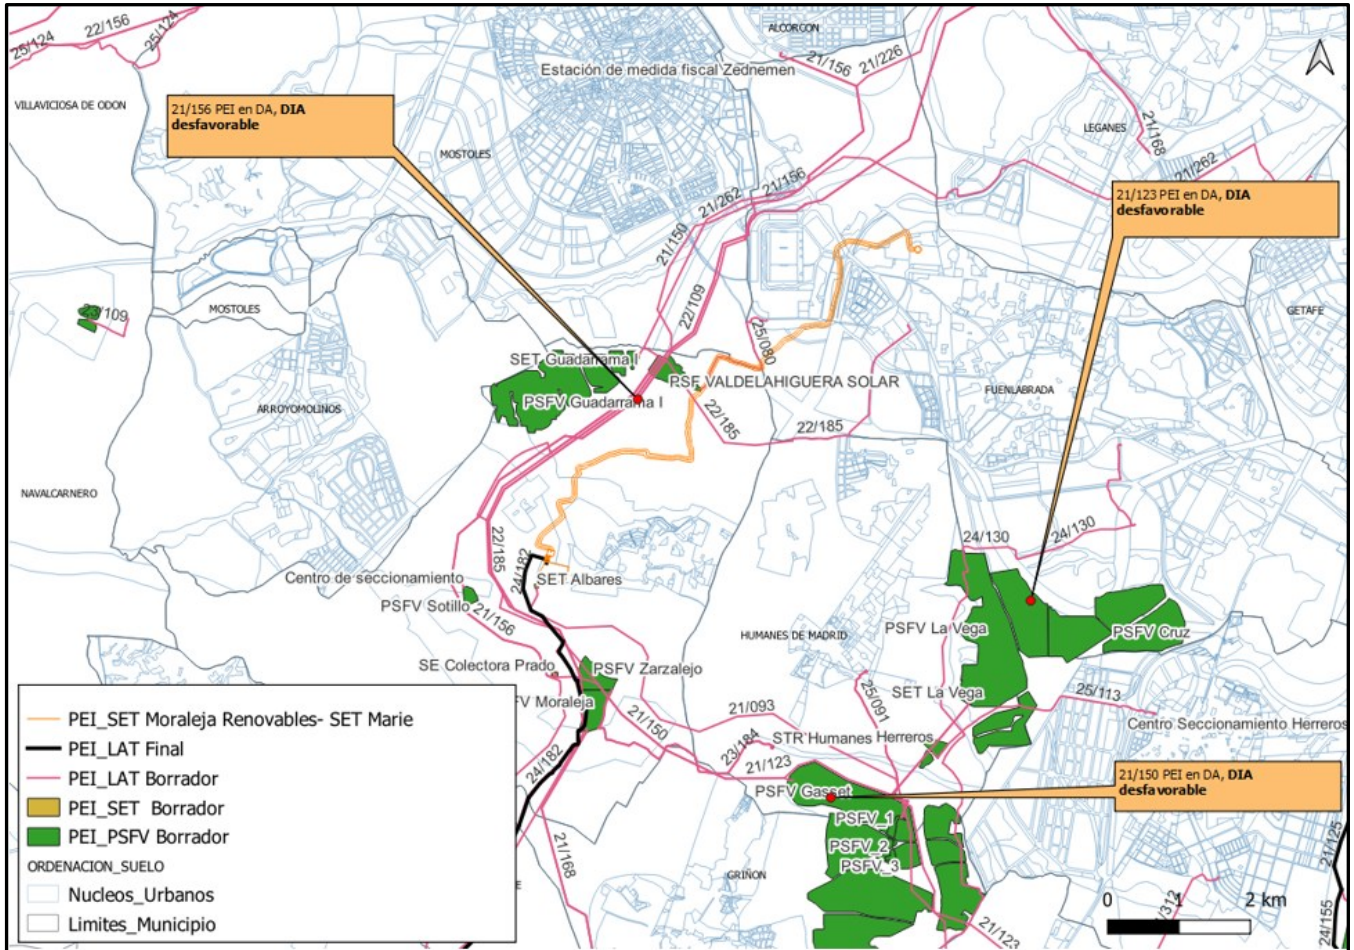 22/156
25/124
25/124
ALCORCON
21/156
21/226
Estación de medida fiscal Zednemen
VILLAVICIOSA DE ODON
21/156 PEI en DA, DIA
desfavorable
MOSTOLES
LEGANES
21/168
21/262
21/156
21/262
21/150
21/123 PEI en DA, DIA
desfavorable
22/109
MOSTOLES
23/109
GETAFE
25/080
SET Guadarrama I
PSF VALDELAHIGUERA SOLAR
PSFV Guadarrama I
FUENLABRADA
ARROYOMOLINOS
22/185
22/185
NAVALCARNERO
22/185
24/182
24/130
24/130
Centro de seccionamiento
SET Albares
PSFV Sotillo
21/156
PSFV La Vega
PSFV Cruz
HUMANES DE MADRID
SE Colectora Prado
PSFV Zarzalejo
SET La Vega
25/091
25/113
FV Moraleja
21/150
21/093
Centro Seccionamiento Herreros
STR Humanes Herreros
23/184
21/123
24/182
21/150 PEI en DA, DIA
desfavorable
PSFV Gasset
PSFV_1
PSFV_2
PSFV_3
21/168
GRIÑON
21/125
21/123
24/155
PEI_SET Moraleja Renovables- SET Marie
PEI_LAT Final
PEI_LAT Borrador
PEI_SET Borrador
PEI_PSFV Borrador
ORDENACION_SUELO
Nucleos_Urbanos
Limites_Municipio
0 1 2 km